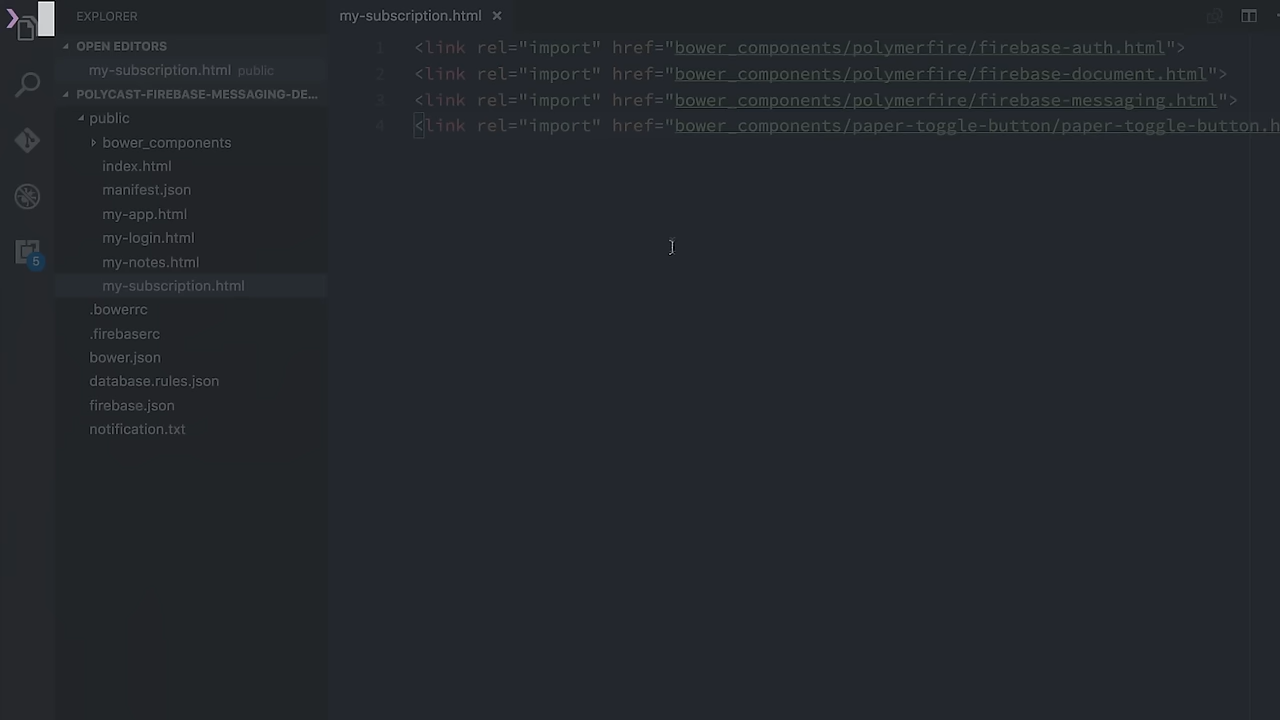 EXPLORER
OPEN EDITORS
my-subscription.html public
POLYCAST-FIREBASE-MESSAGING-DE...
public
bower_components
index.html
manifest.json
my-app.html
my-login.html
my-notes.html
my-subscription.html
.bowerrc
.firebaserc
bower.json
database.rules.json
firebase.json
notification.txt
5
my-subscription.html ×
1 <link rel="import" href="bower_components/polymerfire/firebase-auth.html">
2 <link rel="import" href="bower_components/polymerfire/firebase-document.html">
3 <link rel="import" href="bower_components/polymerfire/firebase-messaging.html">
4 <link rel="import" href="bower_components/paper-toggle-button/paper-toggle-button.h